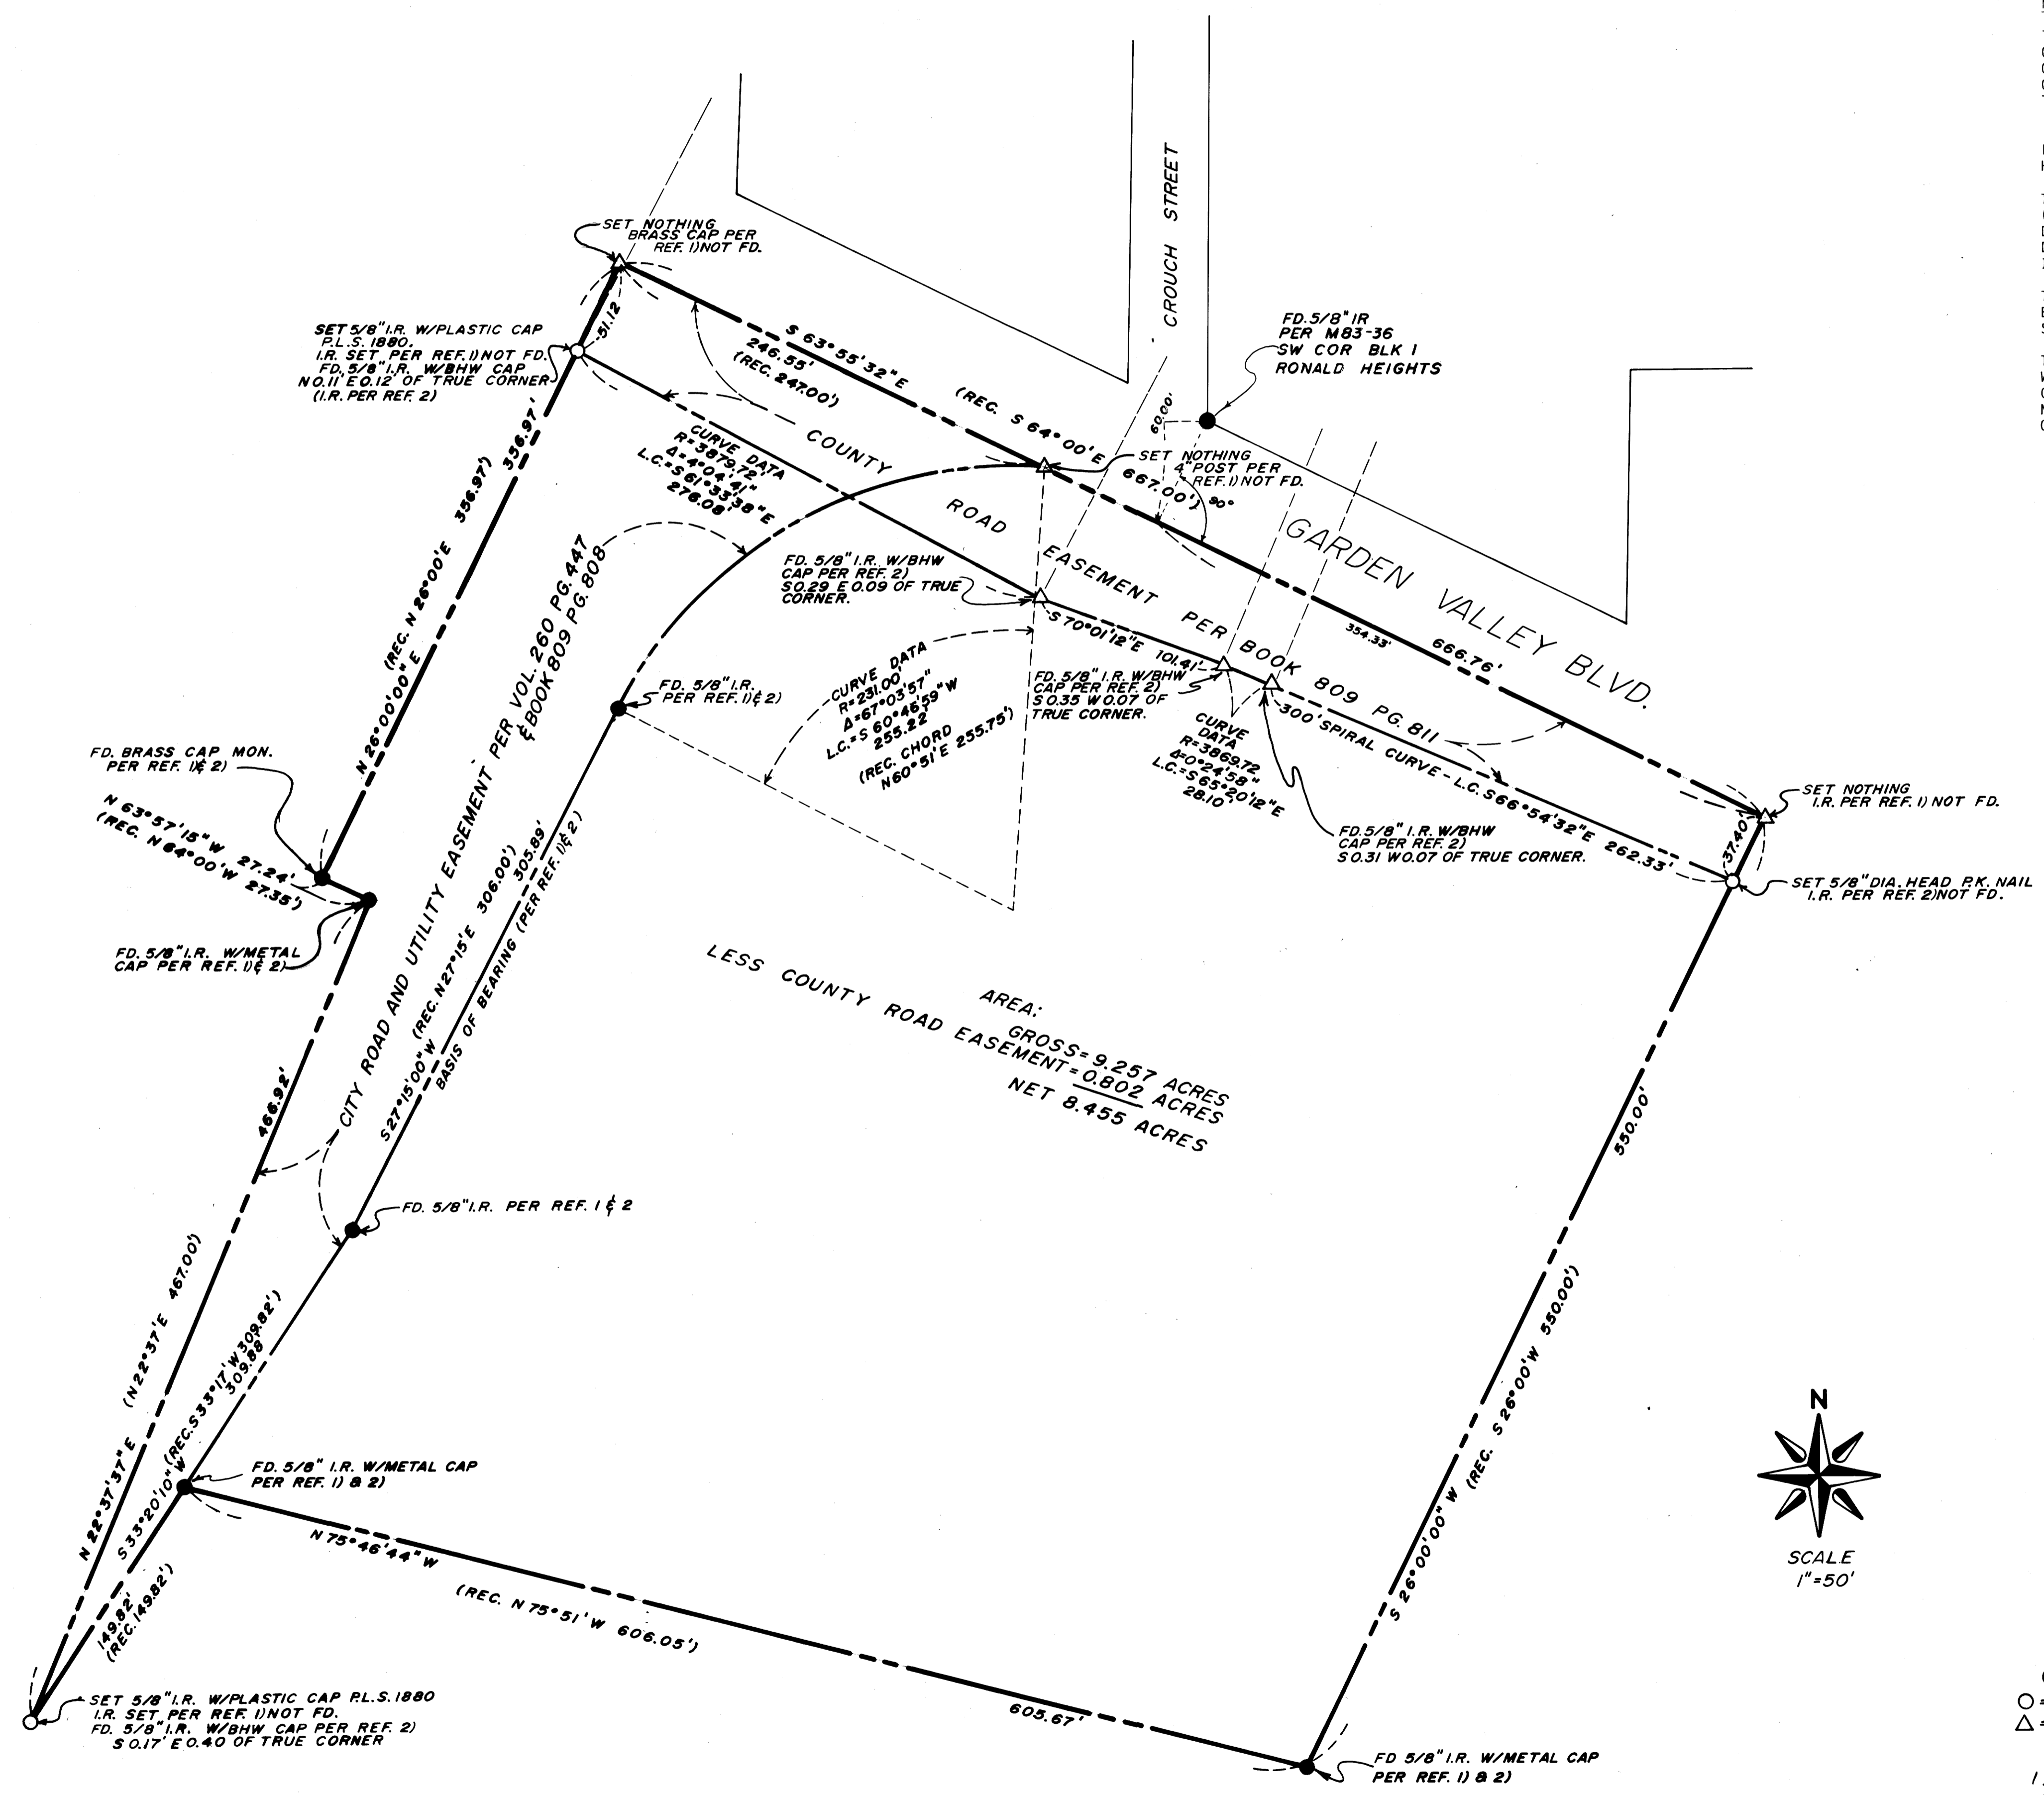 CROUCH STREET
SET NOTHING
BRASS CAP PER
REF. 1) NOT FD.
51.12
SET 5/8" I.R. W/PLASTIC CAP
P.L.S. 1880.
I.R. SET PER REF. 1) NOT FD.
FD. 5/8" I.R. W/BHW CAP
N 0.11' E 0.12' OF TRUE CORNER
(I.R. PER REF. 2)
S 63°55'32"E
246.55'
(REC. 247.00')
(REC. S 64°00'E
667.00')
FD. 5/8" IR
PER M83-36
SW COR BLK 1
RONALD HEIGHTS
60.00'
SET NOTHING
4" POST PER
REF. 1) NOT FD.
90°
GARDEN VALLEY BLVD.
354.33'
666.76'
COUNTY ROAD EASEMENT PER BOOK 809 PG. 811
CURVE DATA
R=3879.72'
Δ=4°04'41"
L.C.=S61°33'38"E
276.08'
(REC. N 26°00'E 356.97')
N 26°00'00"E 356.97'
CITY ROAD AND UTILITY EASEMENT PER VOL. 260 PG. 447
& BOOK 809 PG. 808
FD. 5/8" I.R. W/BHW
CAP PER REF. 2)
S 0.29 E 0.09 OF TRUE
CORNER.
S 70°01'12"E 101.41'
FD. 5/8" I.R. W/BHW
CAP PER REF. 2)
S 0.35 W 0.07 OF
TRUE CORNER.
FD. 5/8" I.R.
PER REF. 1) & 2)
CURVE DATA
R=231.00'
Δ=67°03'57"
L.C.=S 60°46'59"W
255.22'
(REC. CHORD
N 60°51'E 255.75')
CURVE
DATA
R=3869.72
Δ=0°24'58"
L.C.=S65°20'12"E
28.10'
300' SPIRAL CURVE-L.C. S66°54'32"E 262.33'
FD. 5/8" I.R. W/BHW
CAP PER REF. 2)
S 0.31 W 0.07 OF TRUE CORNER.
SET NOTHING
I.R. PER REF. 1) NOT FD.
37.40'
SET 5/8" DIA. HEAD P.K. NAIL
I.R. PER REF. 2) NOT FD.
FD. BRASS CAP MON.
PER REF. 1) & 2)
N 63°57'15"W 27.24'
(REC. N 64°00'W 27.35')
FD. 5/8" I.R. W/METAL
CAP PER REF. 1) & 2)
(REC. N27°15'E 306.00')
S27°15'00"W 305.89'
BASIS OF BEARING (PER REF. 1) & 2)
AREA:
GROSS= 9.257 ACRES
LESS COUNTY ROAD EASEMENT= 0.802 ACRES
NET 8.455 ACRES
466.92'
(N22°37'E 467.00')
N 22°37'37"E
FD. 5/8" I.R. PER REF. 1 & 2
(REC. S33°17'W 309.82')
S33°20'10"W 309.88'
149.82'
(REC. 149.82')
FD. 5/8" I.R. W/METAL CAP
PER REF. 1) & 2)
N 75°46'44"W
(REC. N 75°51'W 606.05')
605.67'
550.00'
S 26°00'00"W (REC. S 26°00'W 550.00')
SET 5/8" I.R. W/PLASTIC CAP P.L.S. 1880
I.R. SET PER REF. 1) NOT FD.
FD. 5/8" I.R. W/BHW CAP PER REF. 2)
S 0.17' E 0.40 OF TRUE CORNER
FD 5/8" I.R. W/METAL CAP
PER REF. 1) & 2)
N
SCALE
1"=50'